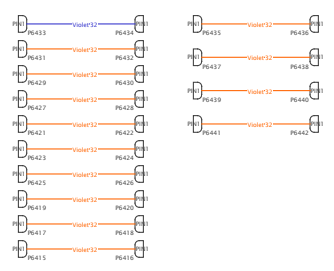 PIN1 Violet'32 PIN1
P6433 P6434
PIN1 Violet'32 PIN1
P6431 P6432
PIN1 Violet'32 PIN1
P6429 P6430
PIN1 Violet'32 PIN1
P6427 P6428
PIN1 Violet'32 PIN1
P6421 P6422
PIN1 Violet'32 PIN1
P6423 P6424
PIN1 Violet'32 PIN1
P6425 P6426
PIN1 Violet'32 PIN1
P6419 P6420
PIN1 Violet'32 PIN1
P6417 P6418
PIN1 Violet'32 PIN1
P6415 P6416
PIN1 Violet'32 PIN1
P6435 P6436
PIN1 Violet'32 PIN1
P6437 P6438
PIN1 Violet'32 PIN1
P6439 P6440
PIN1 Violet'32 PIN1
P6441 P6442